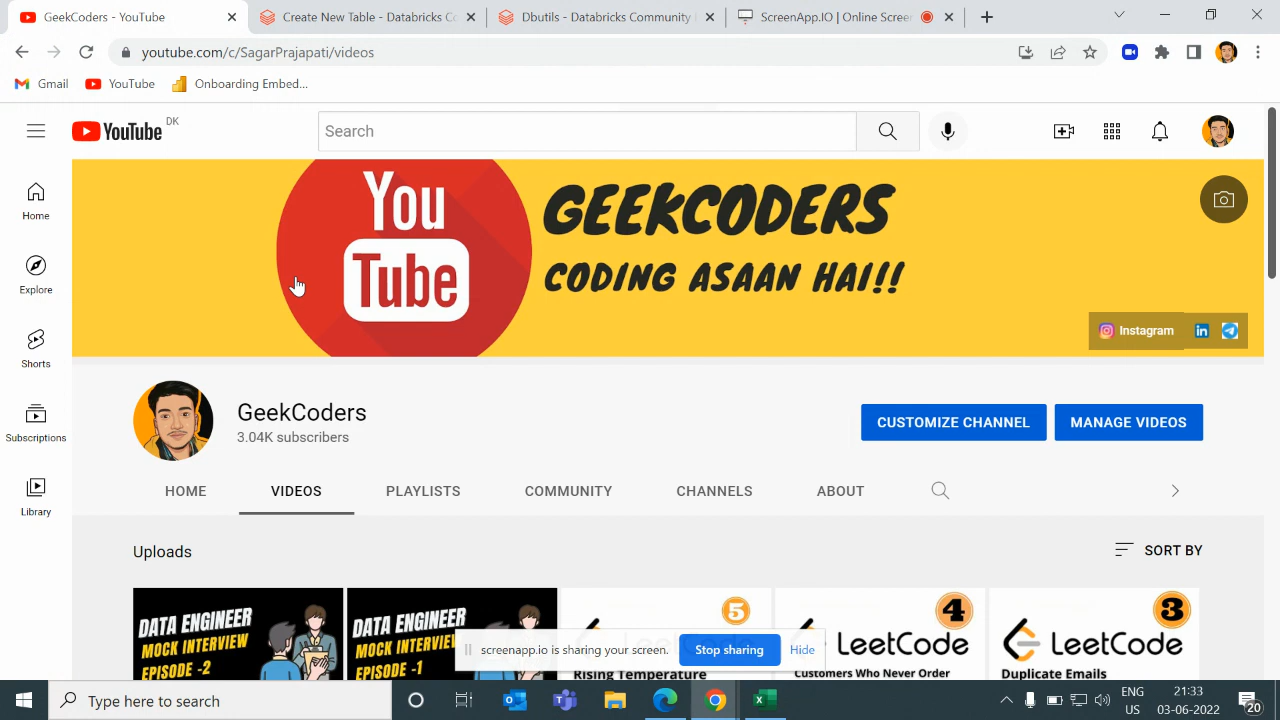 GeekCoders - YouTube
Create New Table - Databricks Co
Dbutils - Databricks Community
ScreenApp.IO | Online Screen
youtube.com/c/SagarPrajapati/videos
Gmail
YouTube
Onboarding Embed...
YouTube
DK
Search
You
Tube
GEEKCODERS
CODING ASAAN HAI!!
Instagram
Home
Explore
Shorts
Subscriptions
Library
GeekCoders
3.04K subscribers
CUSTOMIZE CHANNEL
MANAGE VIDEOS
HOME
VIDEOS
PLAYLISTS
COMMUNITY
CHANNELS
ABOUT
Uploads
SORT BY
DATA ENGINEER
MOCK INTERVIEW
EPISODE -2
DATA ENGINEER
MOCK INTERVIEW
EPISODE -1
5
Rising Temperature
4
LeetCode
Customers Who Never Order
3
LeetCode
Duplicate Emails
screenapp.io is sharing your screen.
Stop sharing
Hide
Type here to search
ENG
US
21:33
03-06-2022
20